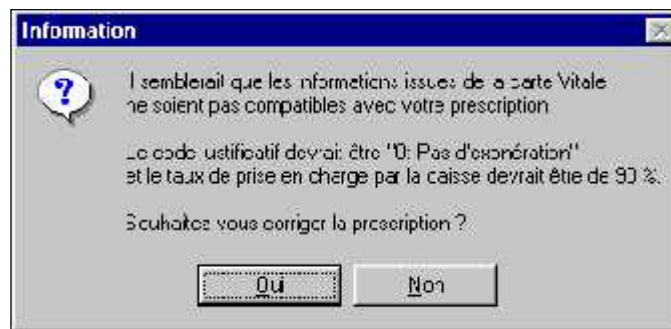 Information
Il semblerait que les informations issues de la carte Vitale
ne soient pas compatibles avec votre prescription
Le code justificatif devrait être "0: Pas d'exonération"
et le taux de prise en charge par la caisse devrait être de 90 %.
Souhaitez vous corriger la prescription ?
Oui
Non